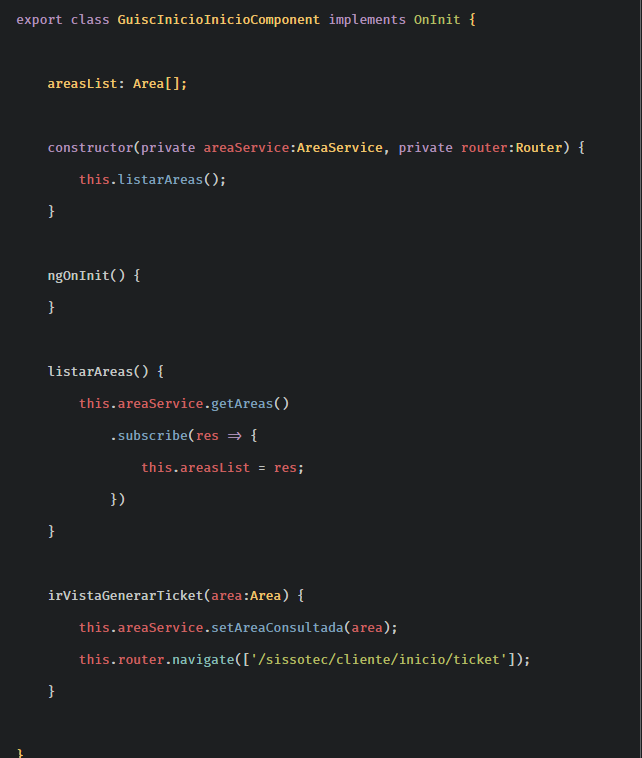 export class GuiscInicioInicioComponent implements OnInit {
areasList: Area[];
constructor(private areaService:AreaService, private router:Router) {
this.listarAreas();
}
ngOnInit() {
}
listarAreas() {
this.areaService.getAreas()
.subscribe(res => {
this.areasList = res;
})
}
irVistaGenerarTicket(area:Area) {
this.areaService.setAreaConsultada(area);
this.router.navigate(['/sissotec/cliente/inicio/ticket']);
}
}